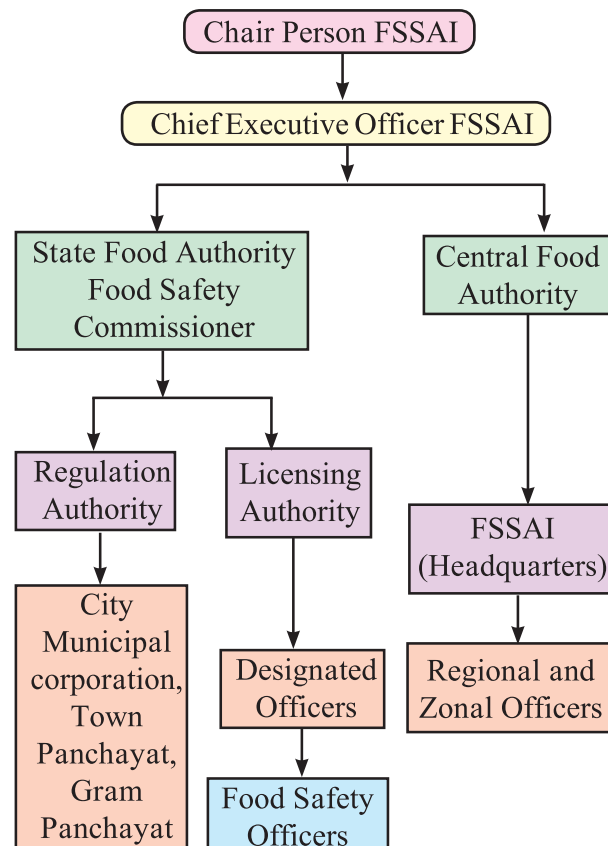 Chair Person FSSAI
Chief Executive Officer FSSAI
State Food Authority
Food Safety
Commissioner
Central Food
Authority
Regulation
Authority
Licensing
Authority
FSSAI
(Headquarters)
City
Municipal
corporation,
Town
Panchayat,
Gram
Panchayat
Designated
Officers
Regional and
Zonal Officers
Food Safety
Officers